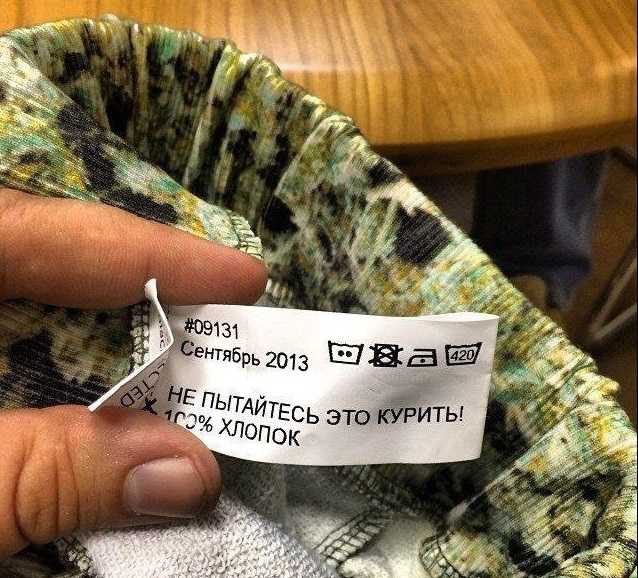 #09131
Сентябрь 2013
420
НЕ ПЫТАЙТЕСЬ ЭТО КУРИТЬ!
100% ХЛОПОК